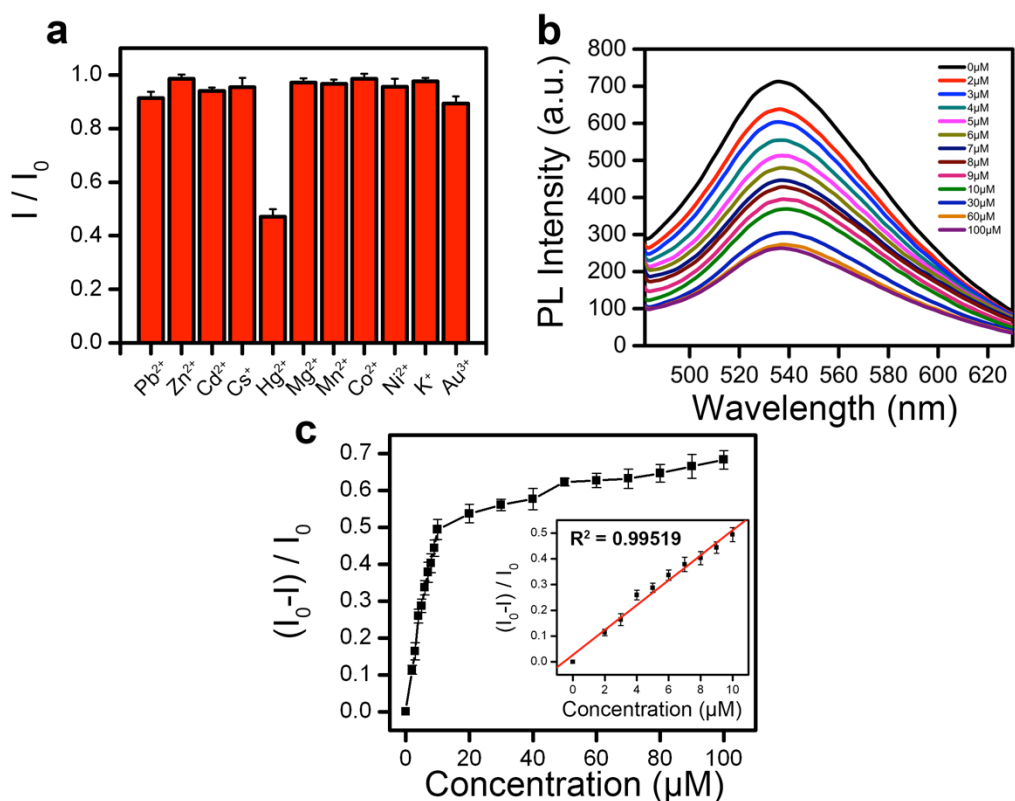 a
I / I₀
1.0
0.8
0.6
0.4
0.2
0.0
Pb²⁺ Zn²⁺ Cd²⁺ Cs⁺ Hg²⁺ Mg²⁺ Mn²⁺ Co²⁺ Ni²⁺ K⁺ Au³⁺
b
PL Intensity (a.u.)
800
700
600
500
400
300
200
100
0
0µM
2µM
3µM
4µM
5µM
6µM
7µM
8µM
9µM
10µM
30µM
60µM
100µM
500 520 540 560 580 600 620
Wavelength (nm)
c
(I₀-I) / I₀
0.7
0.6
0.5
0.4
0.3
0.2
0.1
0.0
R² = 0.99519
(I₀-I) / I₀
0.5
0.4
0.3
0.2
0.1
0.0
0 2 4 6 8 10
Concentration (µM)
0 20 40 60 80 100
Concentration (µM)